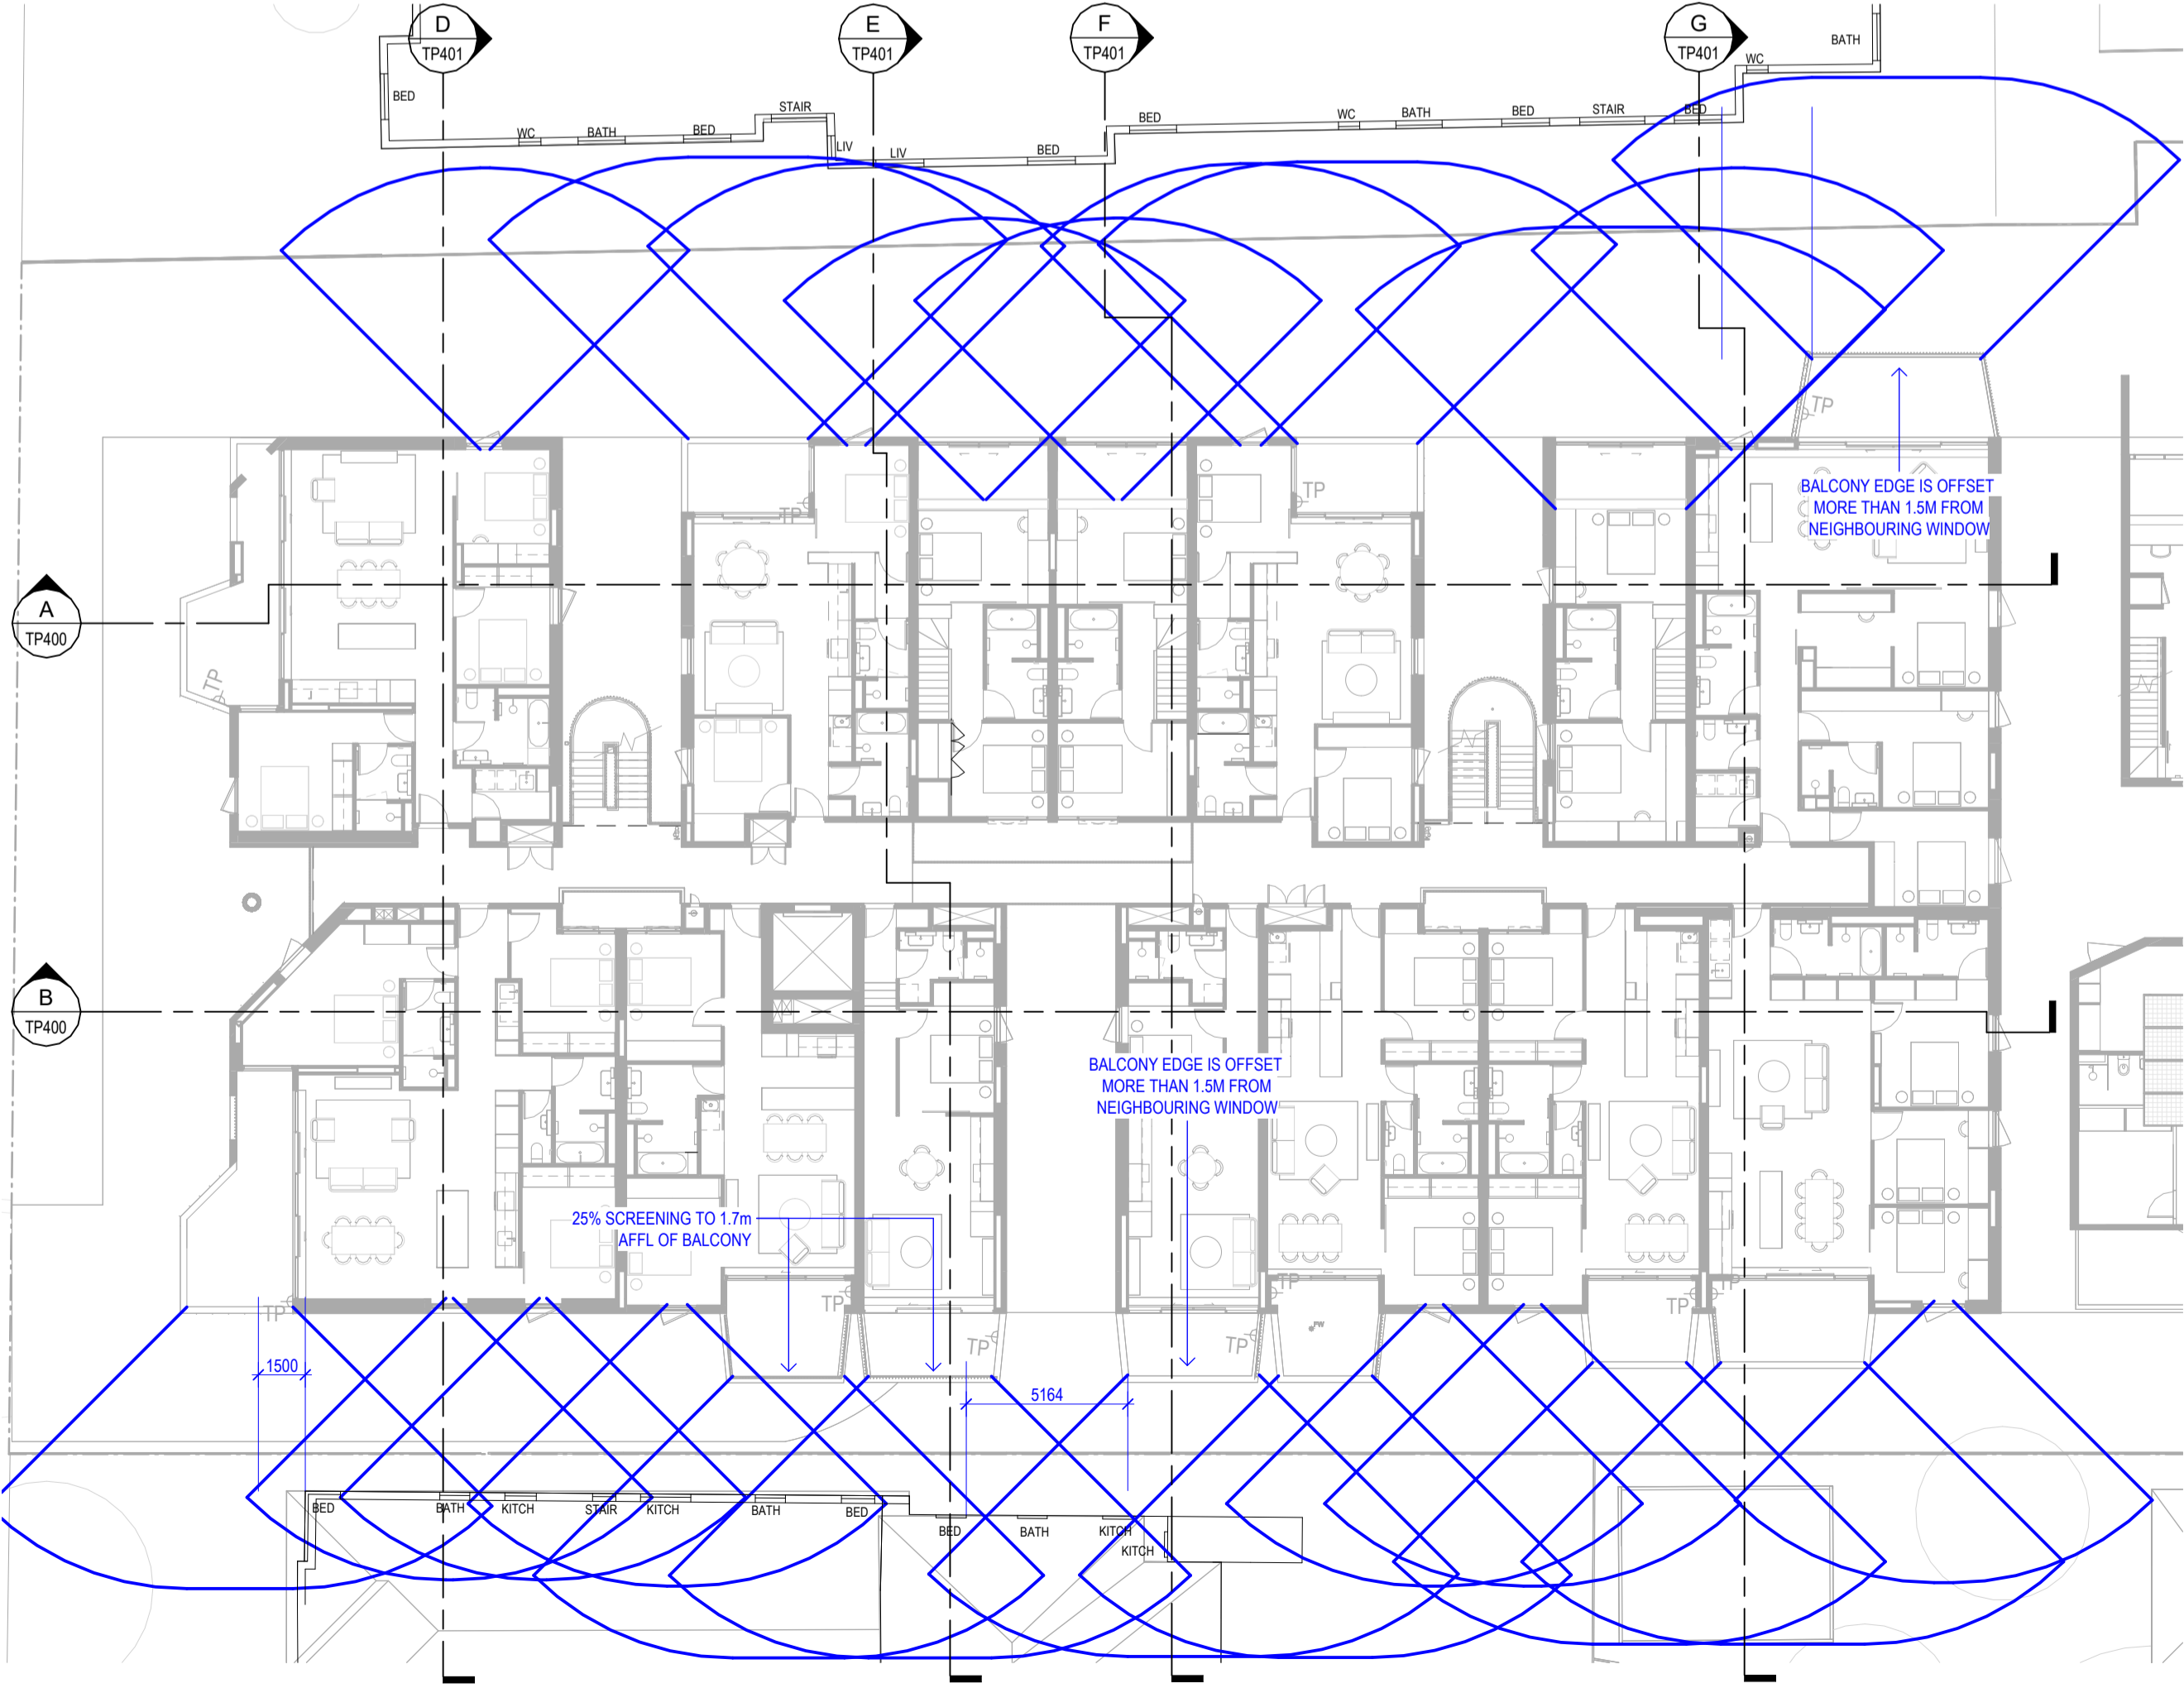 D
TP401
E
TP401
F
TP401
G
TP401
BATH
WC
BED
STAIR
WC
BATH
BED
LIV
LIV
BED
BED
WC
BATH
BED
STAIR
BED
TP
TP
TP
BALCONY EDGE IS OFFSET
MORE THAN 1.5M FROM
NEIGHBOURING WINDOW
A
TP400
TP
B
TP400
BALCONY EDGE IS OFFSET
MORE THAN 1.5M FROM
NEIGHBOURING WINDOW
25% SCREENING TO 1.7m
AFFL OF BALCONY
TP
TP
TP
TP
TP
TP
TP
TP
PW
1500
5164
BED
BATH
KITCH
STAIR
KITCH
BATH
BED
BED
BATH
KITCH
KITCH